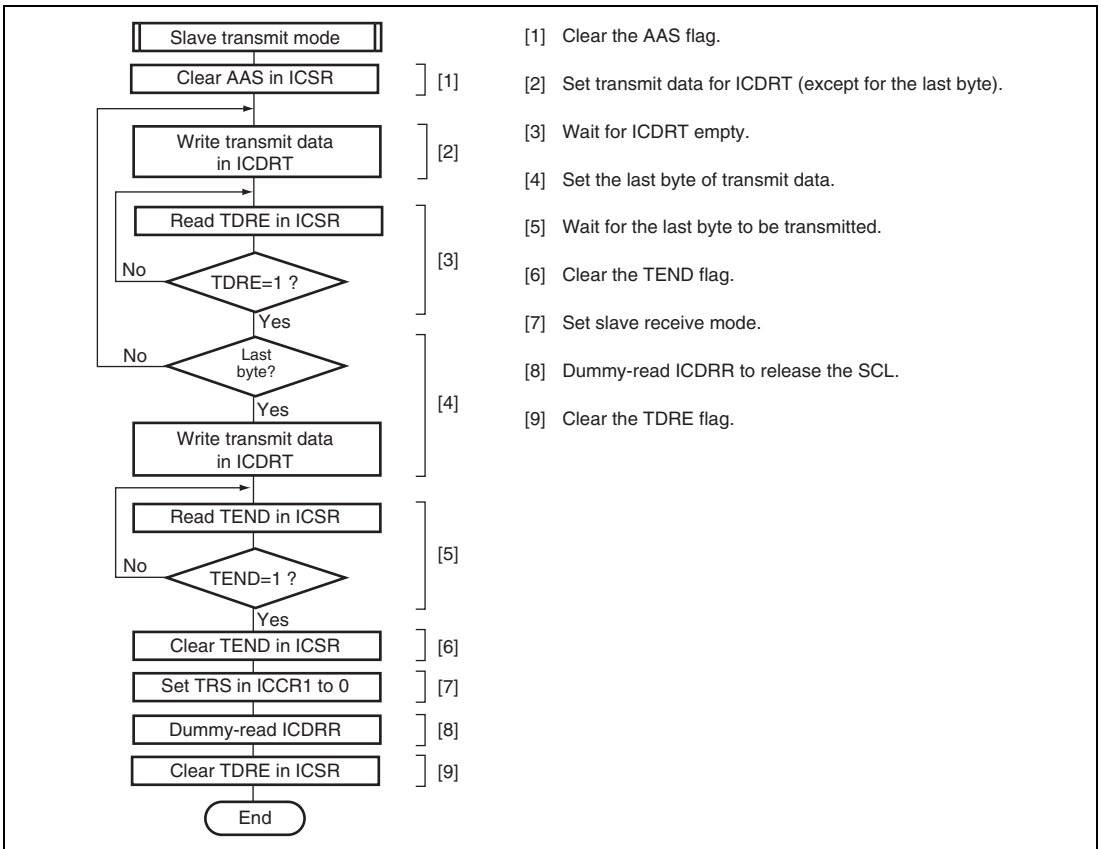 Slave transmit mode
Clear AAS in ICSR
[1]
Write transmit data
in ICDRT
[2]
Read TDRE in ICSR
No
TDRE=1 ?
[3]
Yes
No
Last
byte?
Yes
[4]
Write transmit data
in ICDRT
Read TEND in ICSR
No
TEND=1 ?
[5]
Yes
Clear TEND in ICSR
[6]
Set TRS in ICCR1 to 0
[7]
Dummy-read ICDRR
[8]
Clear TDRE in ICSR
[9]
End
[1] Clear the AAS flag.
[2] Set transmit data for ICDRT (except for the last byte).
[3] Wait for ICDRT empty.
[4] Set the last byte of transmit data.
[5] Wait for the last byte to be transmitted.
[6] Clear the TEND flag.
[7] Set slave receive mode.
[8] Dummy-read ICDRR to release the SCL.
[9] Clear the TDRE flag.